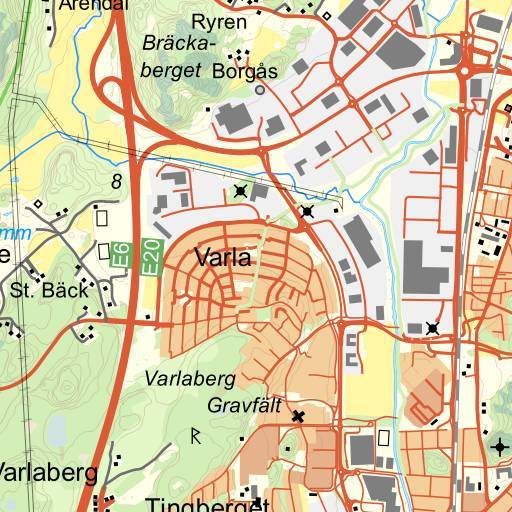 Arendal
Ryren
Bräcka-
berget
Borgås
8
mm
E6
E20
Varla
e
St. Bäck
Varlaberg
Gravfält
R
Varlaberg
Tingberget